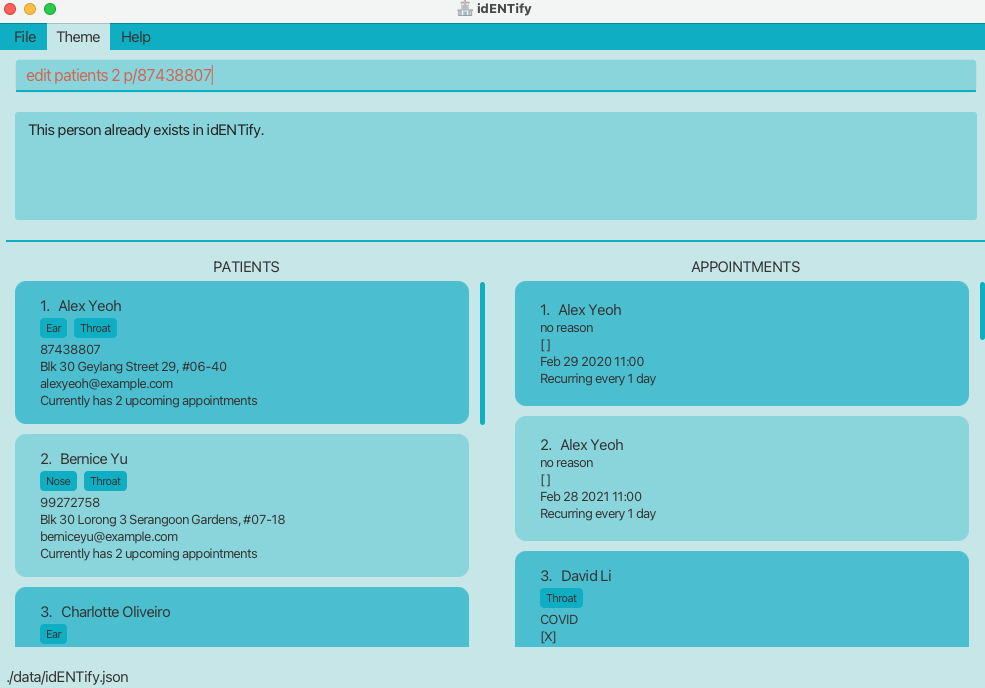 idENTify
File Theme Help
edit patients 2 p/87438807
This person already exists in idENTify.
PATIENTS
1. Alex Yeoh
Ear Throat
87438807
Blk 30 Geylang Street 29, #06-40
alexyeoh@example.com
Currently has 2 upcoming appointments
2. Bernice Yu
Nose Throat
99272758
Blk 30 Lorong 3 Serangoon Gardens, #07-18
berniceyu@example.com
Currently has 2 upcoming appointments
3. Charlotte Oliveiro
Ear
APPOINTMENTS
1. Alex Yeoh
no reason
[ ]
Feb 29 2020 11:00
Recurring every 1 day
2. Alex Yeoh
no reason
[ ]
Feb 28 2021 11:00
Recurring every 1 day
3. David Li
Throat
COVID
[X]
./data/idENTify.json